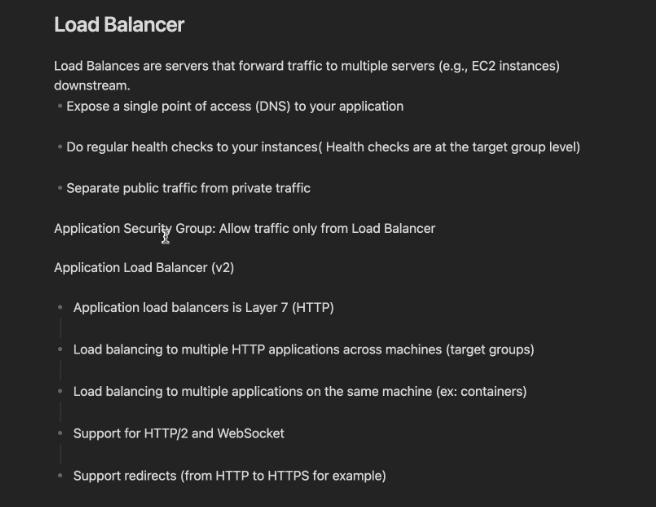 Load Balancer
Load Balances are servers that forward traffic to multiple servers (e.g., EC2 instances)
downstream.
• Expose a single point of access (DNS) to your application
• Do regular health checks to your instances( Health checks are at the target group level)
• Separate public traffic from private traffic
Application Security Group: Allow traffic only from Load Balancer
Application Load Balancer (v2)
• Application load balancers is Layer 7 (HTTP)
• Load balancing to multiple HTTP applications across machines (target groups)
• Load balancing to multiple applications on the same machine (ex: containers)
• Support for HTTP/2 and WebSocket
• Support redirects (from HTTP to HTTPS for example)